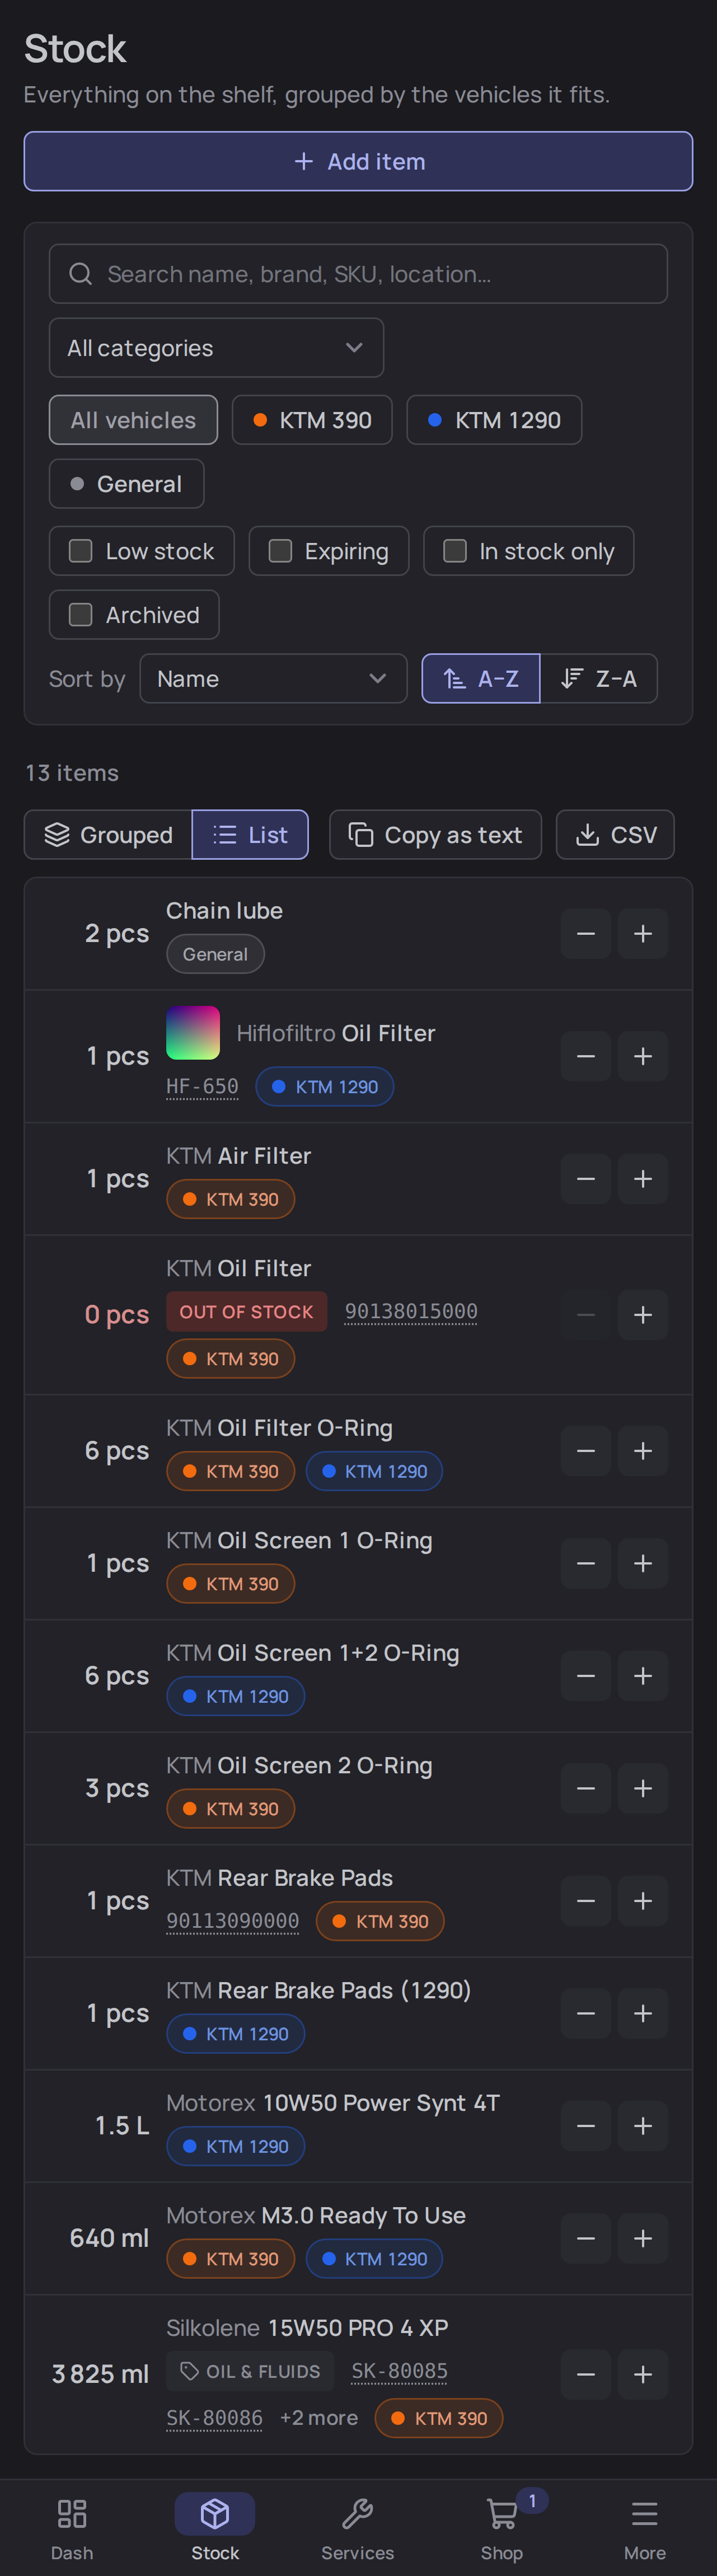 Stock
Everything on the shelf, grouped by the vehicles it fits.
+ Add item
Search name, brand, SKU, location…
All categories
All vehicles KTM 390 KTM 1290
General
Low stock Expiring In stock only
Archived
Sort by Name A–Z Z–A
13 items
Grouped List Copy as text CSV
Chain lube
2 pcs
General
Hiflofiltro Oil Filter
1 pcs
HF-650 KTM 1290
KTM Air Filter
1 pcs
KTM 390
KTM Oil Filter
0 pcs OUT OF STOCK 90138015000
KTM 390
KTM Oil Filter O-Ring
6 pcs
KTM 390 KTM 1290
KTM Oil Screen 1 O-Ring
1 pcs
KTM 390
KTM Oil Screen 1+2 O-Ring
6 pcs
KTM 1290
KTM Oil Screen 2 O-Ring
3 pcs
KTM 390
KTM Rear Brake Pads
1 pcs
90113090000 KTM 390
KTM Rear Brake Pads (1290)
1 pcs
KTM 1290
Motorex 10W50 Power Synt 4T
1.5 L
KTM 1290
Motorex M3.0 Ready To Use
640 ml
KTM 390 KTM 1290
Silkolene 15W50 PRO 4 XP
3 825 ml OIL & FLUIDS SK-80085
SK-80086 +2 more KTM 390
1
Dash Stock Services Shop More